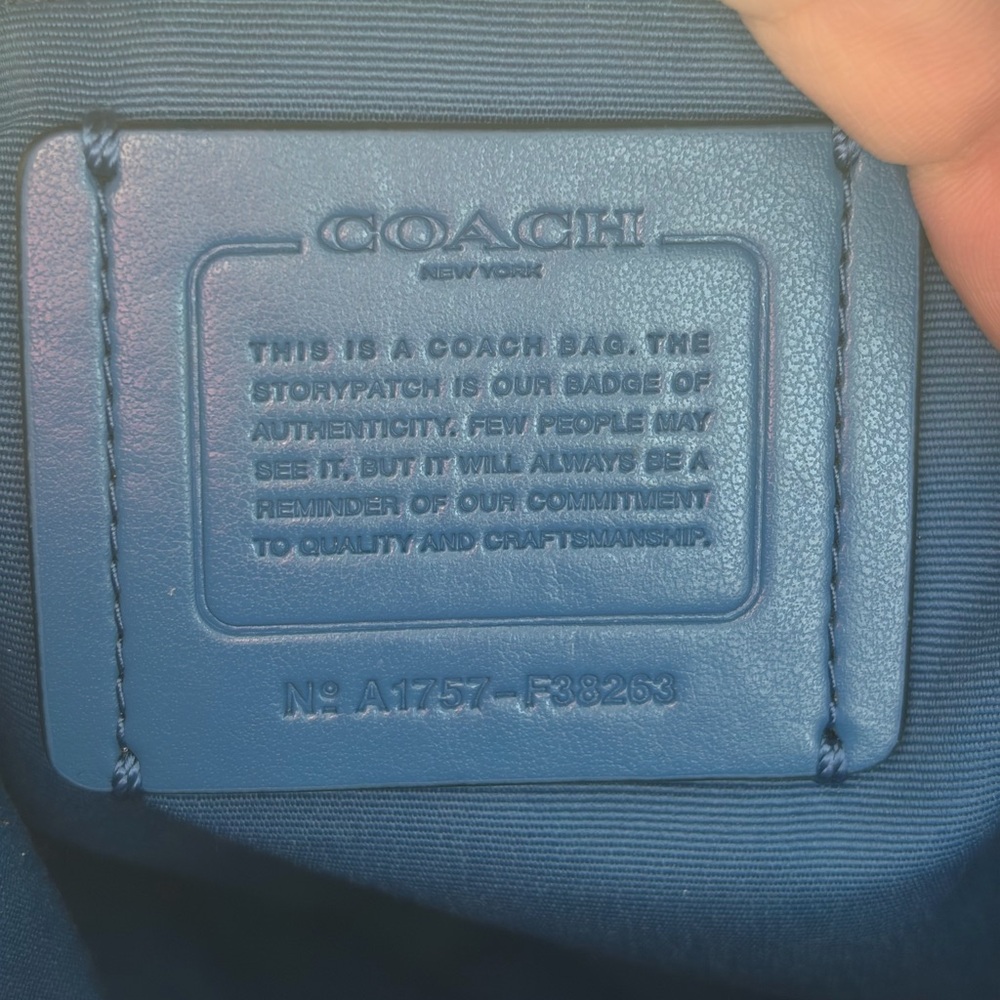 COACH
NEW YORK
THIS IS A COACH BAG. THE
STORYPATCH IS OUR BADGE OF
AUTHENTICITY. FEW PEOPLE MAY
SEE IT, BUT IT WILL ALWAYS BE A
REMINDER OF OUR COMMITMENT
TO QUALITY AND CRAFTSMANSHIP.
Nº A1757-F38263